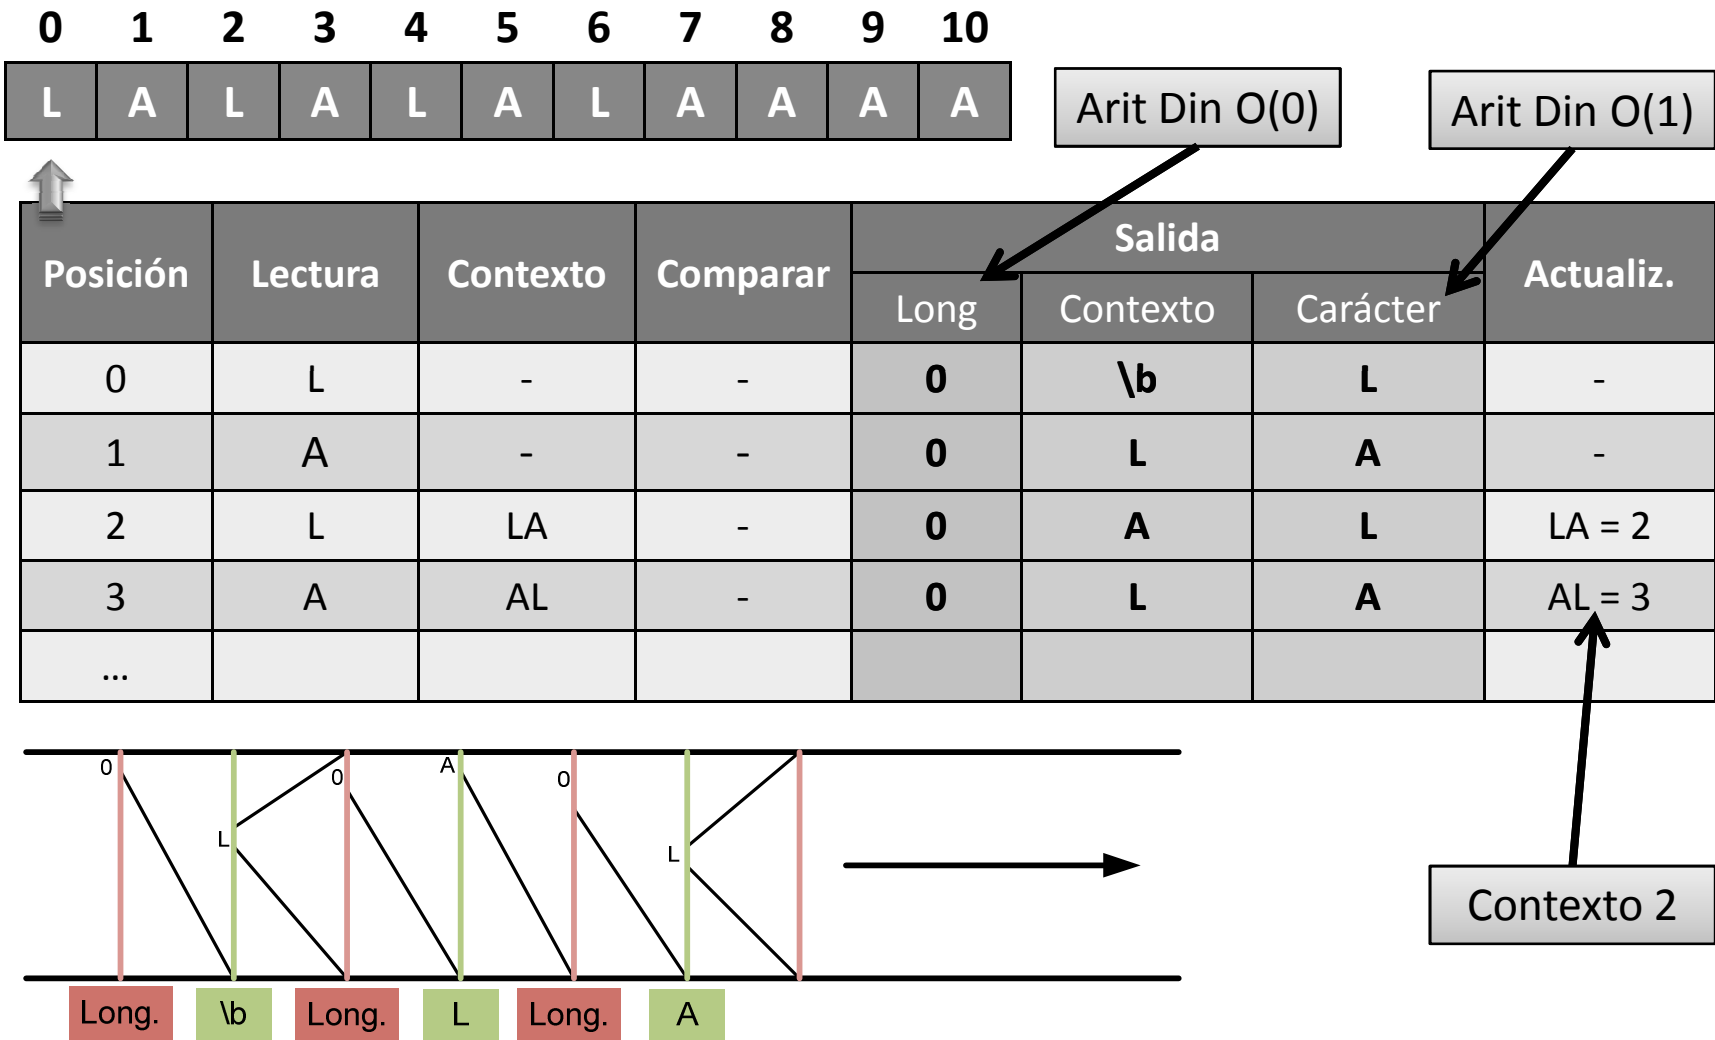 0 1 2 3 4 5 6 7 8 9 10
L A L A L A L A A A A
Arit Din O(0)
Arit Din O(1)
Posición Lectura Contexto Comparar Salida Actualiz.
Long Contexto Carácter
0 L - - 0 \b L -
1 A - - 0 L A -
2 L LA - 0 A L LA = 2
3 A AL - 0 L A AL = 3
...
0 L 0 A 0 L
Contexto 2
Long. \b Long. L Long. A